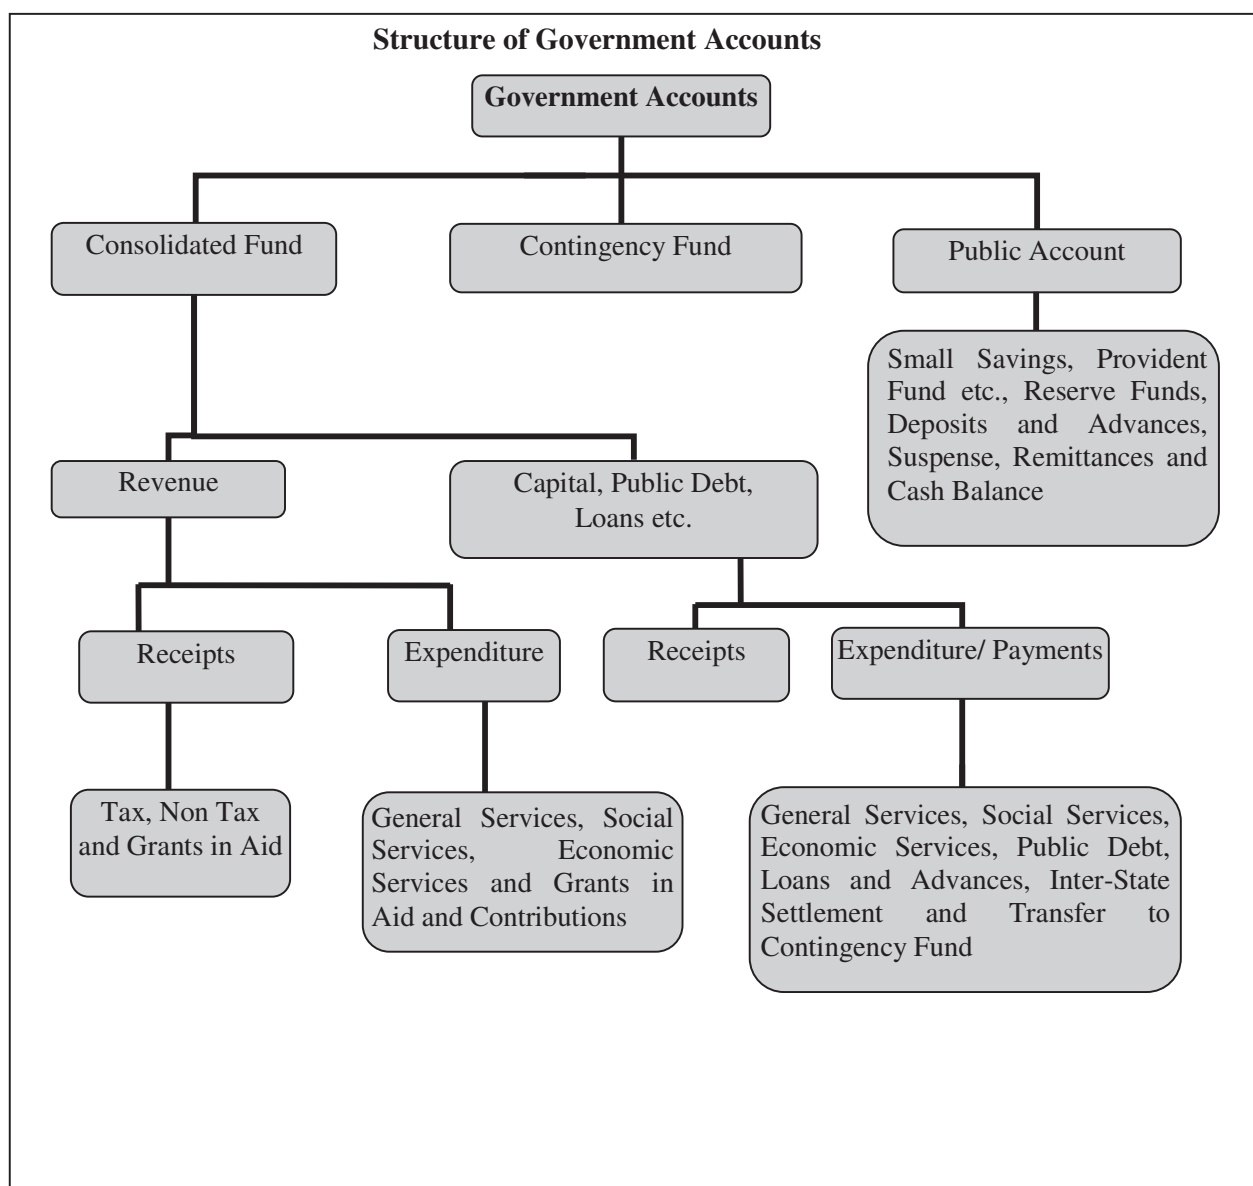 Structure of Government Accounts
Government Accounts
Consolidated Fund
Contingency Fund
Public Account
Small Savings, Provident
Fund etc., Reserve Funds,
Deposits and Advances,
Suspense, Remittances and
Cash Balance
Revenue
Capital, Public Debt,
Loans etc.
Receipts
Expenditure
Receipts
Expenditure/ Payments
Tax, Non Tax
and Grants in Aid
General Services, Social
Services, Economic
Services and Grants in
Aid and Contributions
General Services, Social Services,
Economic Services, Public Debt,
Loans and Advances, Inter-State
Settlement and Transfer to
Contingency Fund